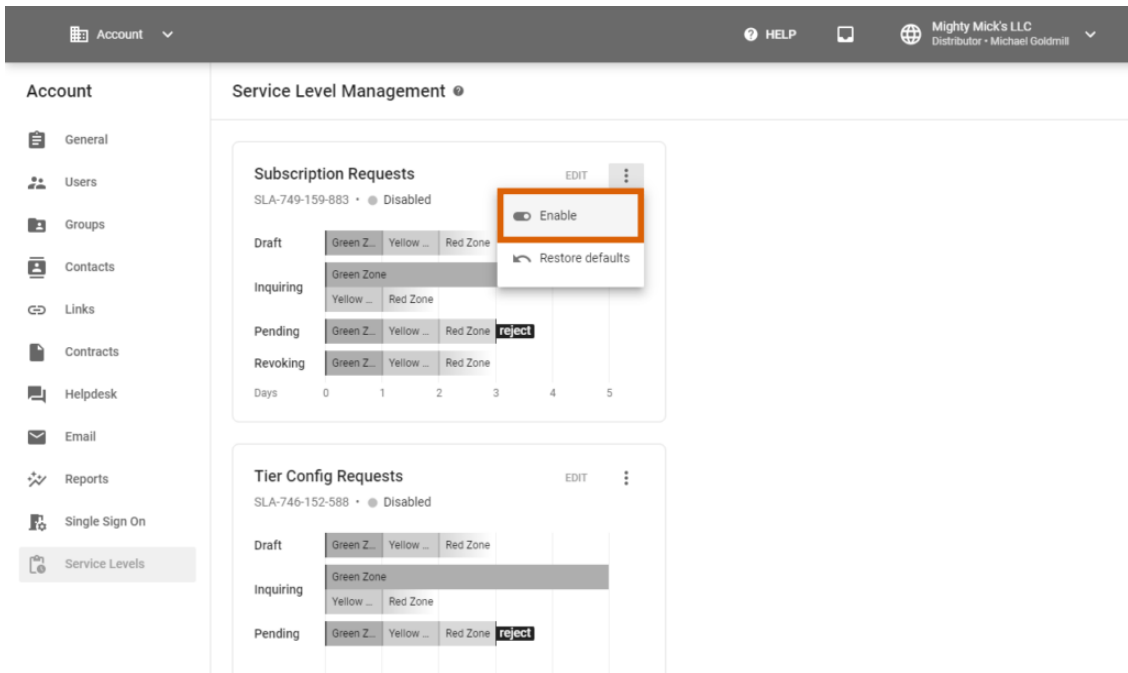 Account
HELP
Mighty Mick's LLC
Distributor • Michael Goldmill
Account
General
Users
Groups
Contacts
Links
Contracts
Helpdesk
Email
Reports
Single Sign On
Service Levels
Service Level Management
Subscription Requests
EDIT
SLA-749-159-883 • Disabled
Enable
Restore defaults
Draft
Green Z... Yellow ... Red Zone
Inquiring
Green Zone
Yellow ... Red Zone
Pending
Green Z... Yellow ... Red Zone reject
Revoking
Green Z... Yellow ... Red Zone
Days 0 1 2 3 4 5
Tier Config Requests
EDIT
SLA-746-152-588 • Disabled
Draft
Green Z... Yellow ... Red Zone
Inquiring
Green Zone
Yellow ... Red Zone
Pending
Green Z... Yellow ... Red Zone reject